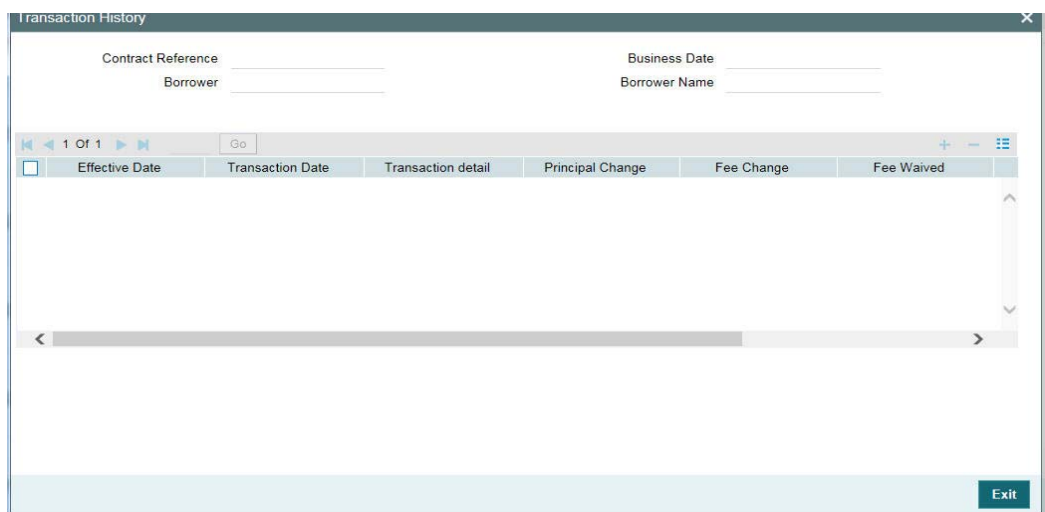 Transaction History
Contract Reference
Business Date
Borrower
Borrower Name
1 Of 1 Go
Effective Date Transaction Date Transaction detail Principal Change Fee Change Fee Waived
Exit